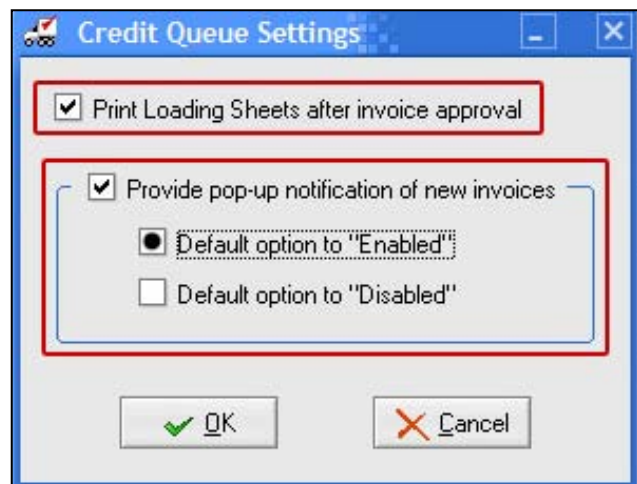 Credit Queue Settings
Print Loading Sheets after invoice approval
Provide pop-up notification of new invoices
Default option to "Enabled"
Default option to "Disabled"
OK
Cancel